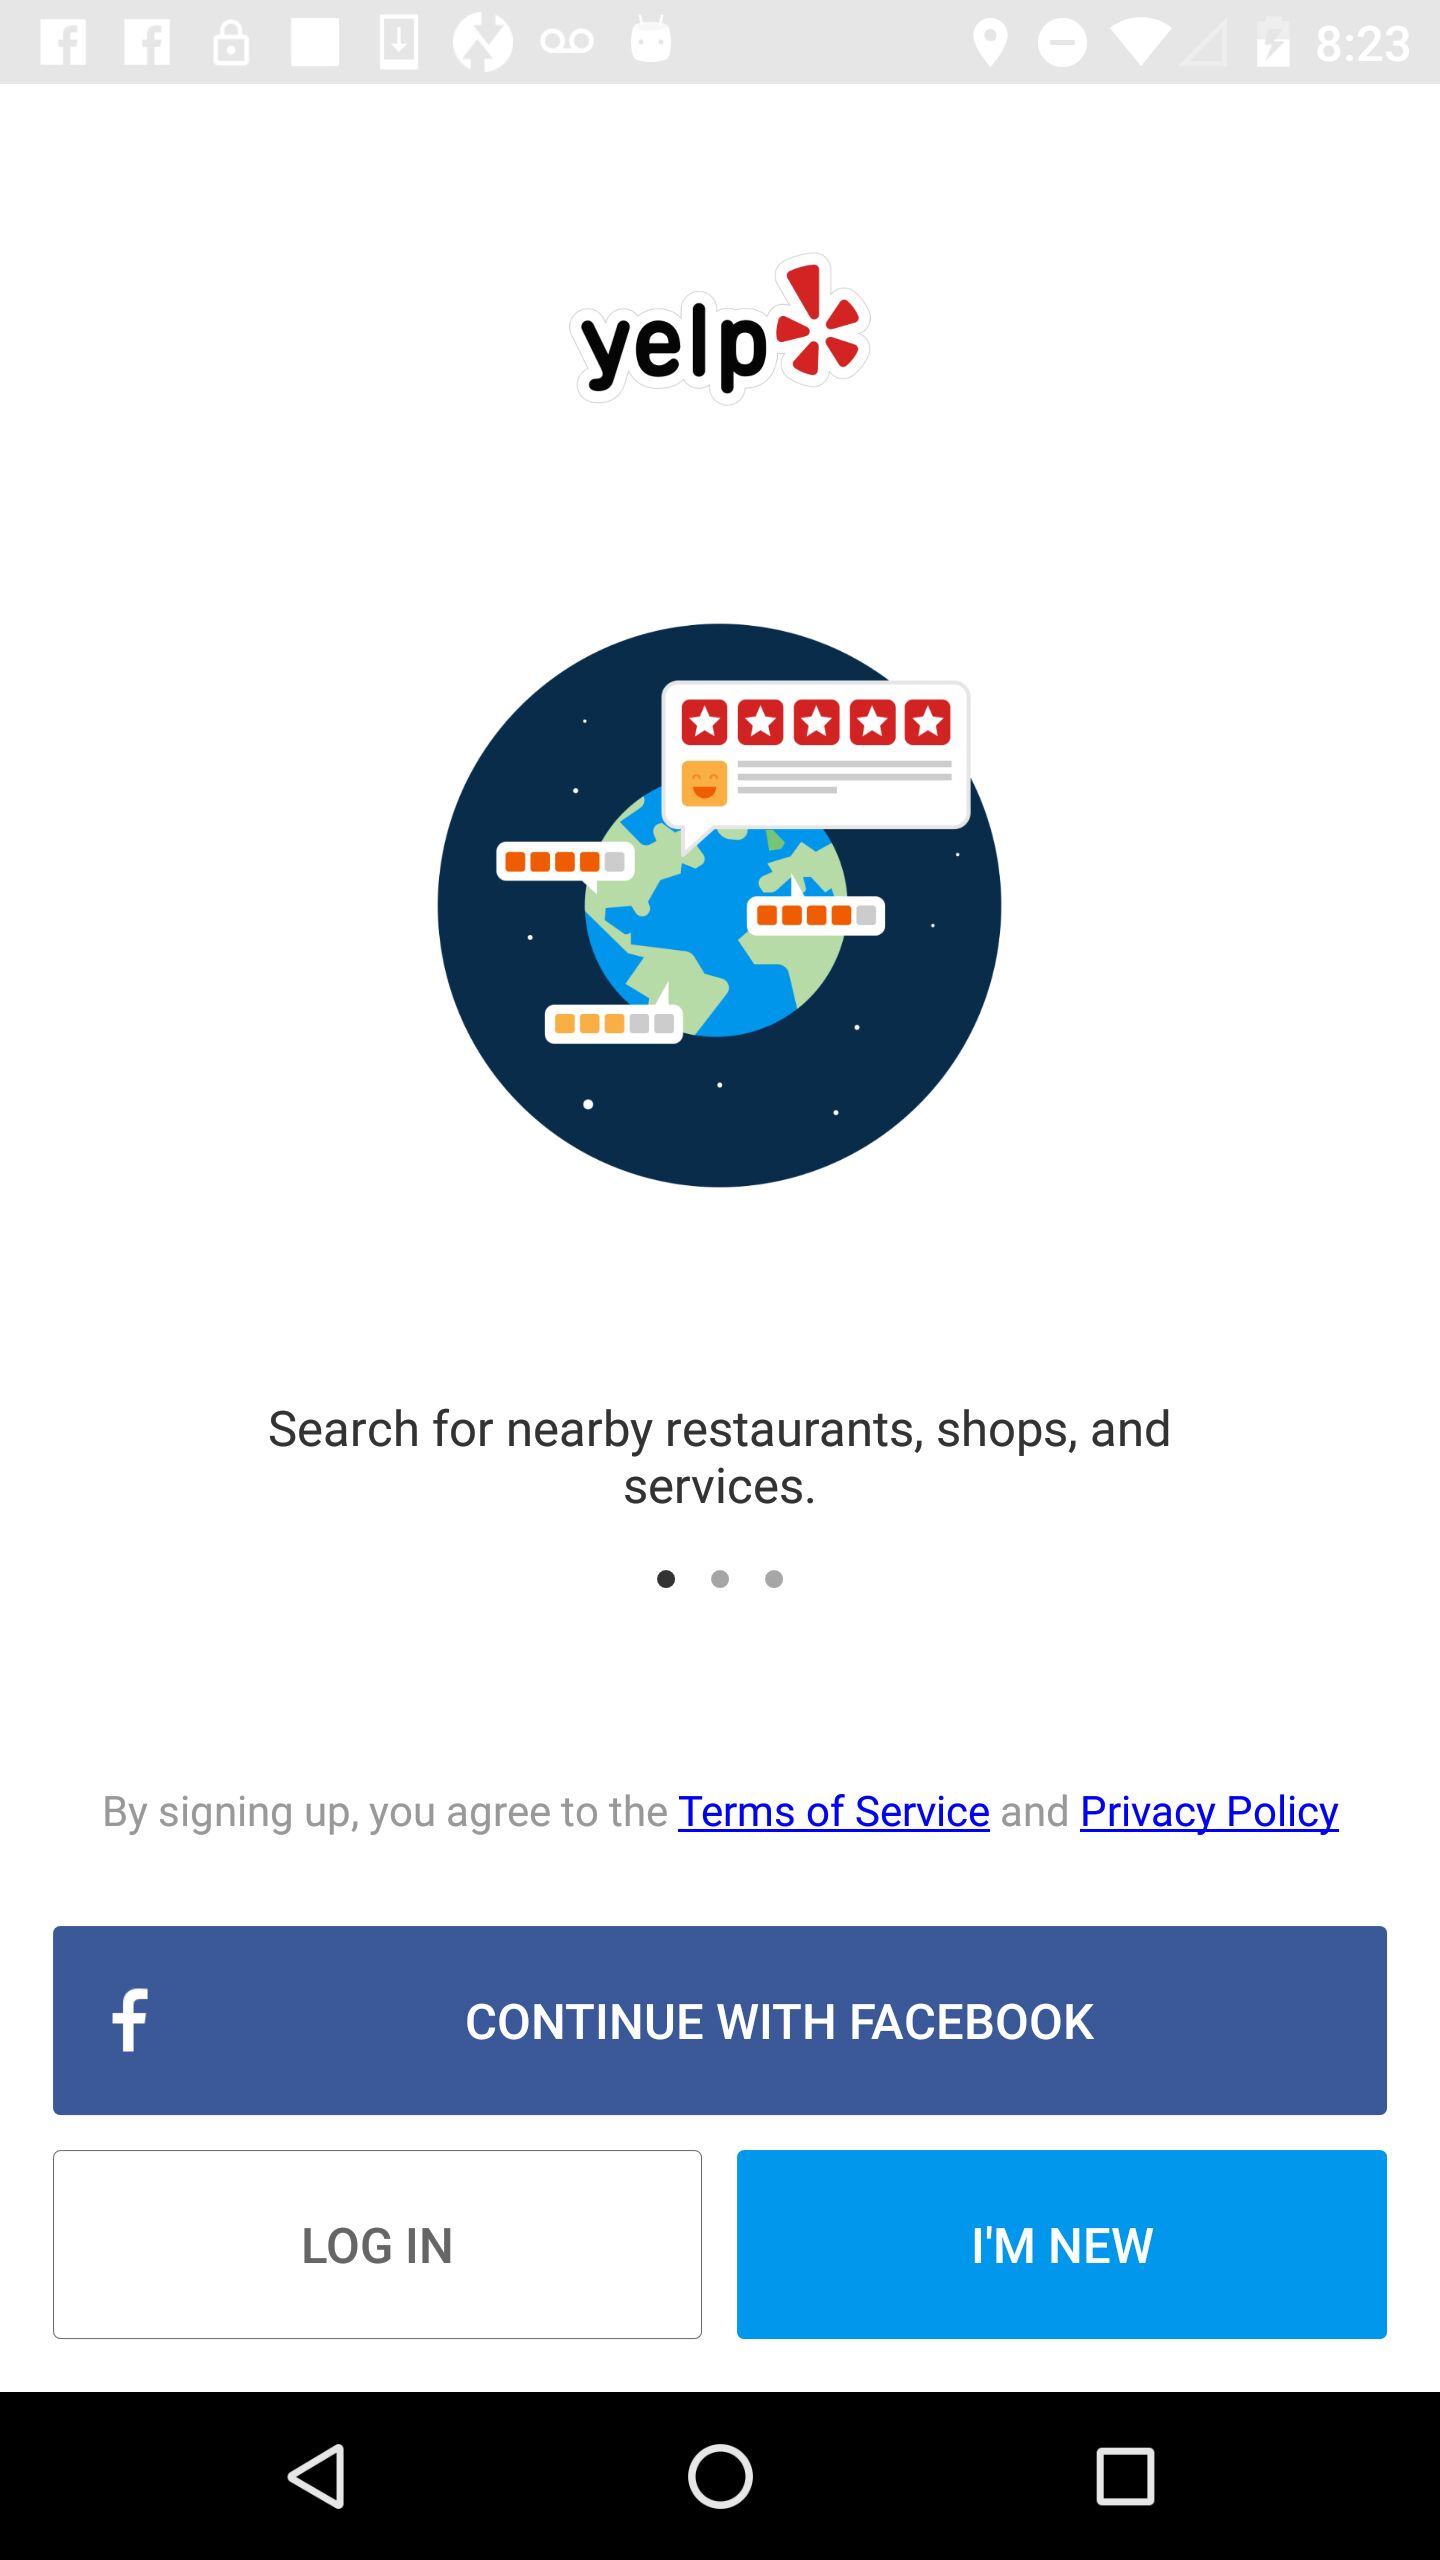 8:23
yelp
Search for nearby restaurants, shops, and
services.
By signing up, you agree to the Terms of Service and Privacy Policy
f CONTINUE WITH FACEBOOK
LOG IN
I'M NEW